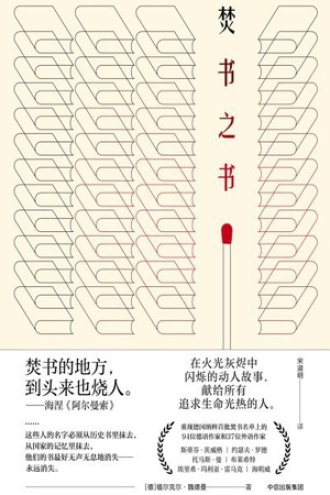 焚书之书
焚书的地方，
到头来也烧人。
——海涅《阿尔曼索》
……
这些人的名字必须从历史书里抹去，
从国家的记忆里抹去，
他们的书最好无声无息地消失——
永远消失。
在火光灰烬中
闪烁的动人故事，
献给所有
追求生命光热的人。
重现德国纳粹首批焚书名单上的
94位德语作家和37位外语作家
斯蒂芬·茨威格｜约瑟夫·罗德
托马斯·曼｜布莱希特
埃里希·玛利亚·雷马克｜海明威
宋淑明 译
[德]福尔克尔·魏德曼——著
中信出版集团